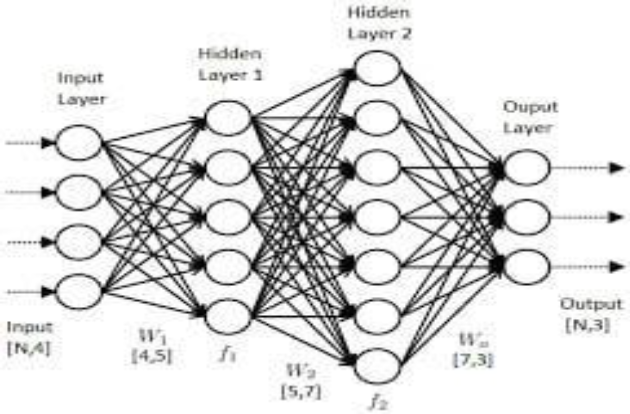 Hidden
Layer 2
Hidden
Layer 1
Input
Layer
Ouput
Layer
Input
[N,4]
W₁
[4,5]
f₁
W₂
[5,7]
f₂
Wₒ
[7,3]
Output
[N,3]